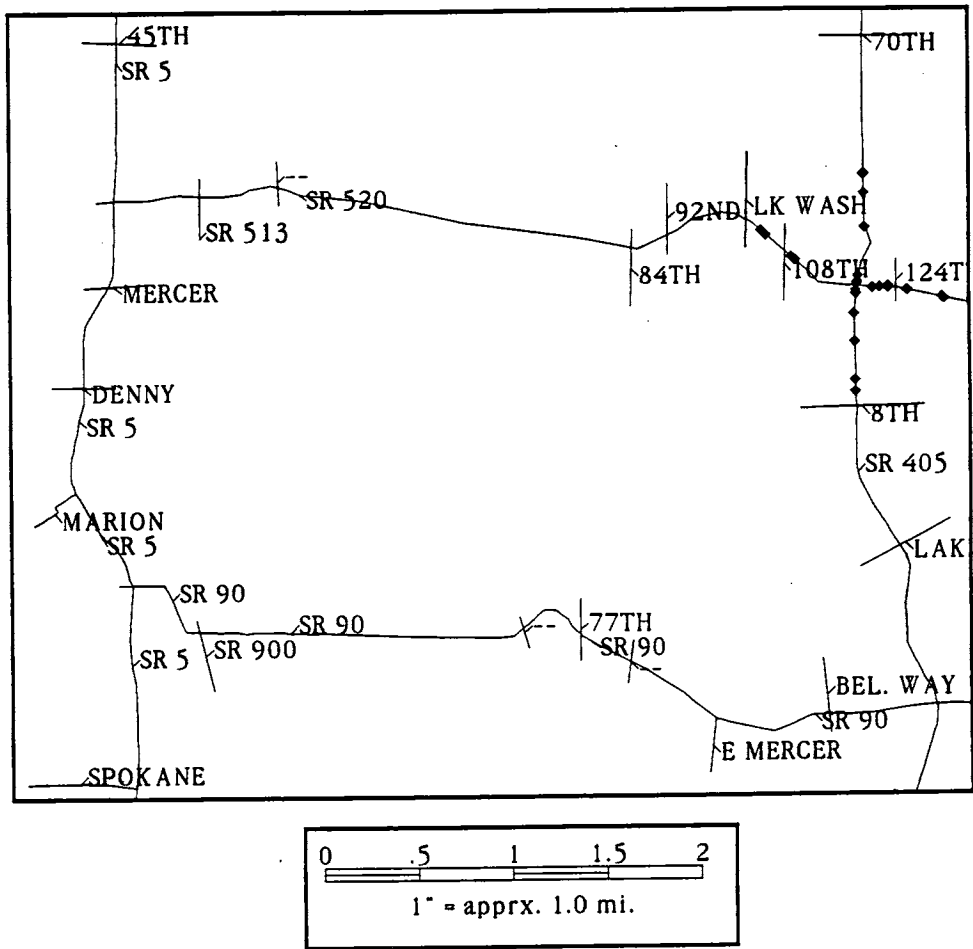 45TH
70TH
SR 5
--
SR 520
92ND
LK WASH
SR 513
84TH
108TH
124T
MERCER
DENNY
8TH
SR 5
SR 405
MARION
SR 5
LAK
SR 90
SR 90
--
77TH
SR 5
SR 900
SR 90
--
BEL. WAY
SR 90
E MERCER
SPOKANE
0 .5 1 1.5 2
1" = apprx. 1.0 mi.